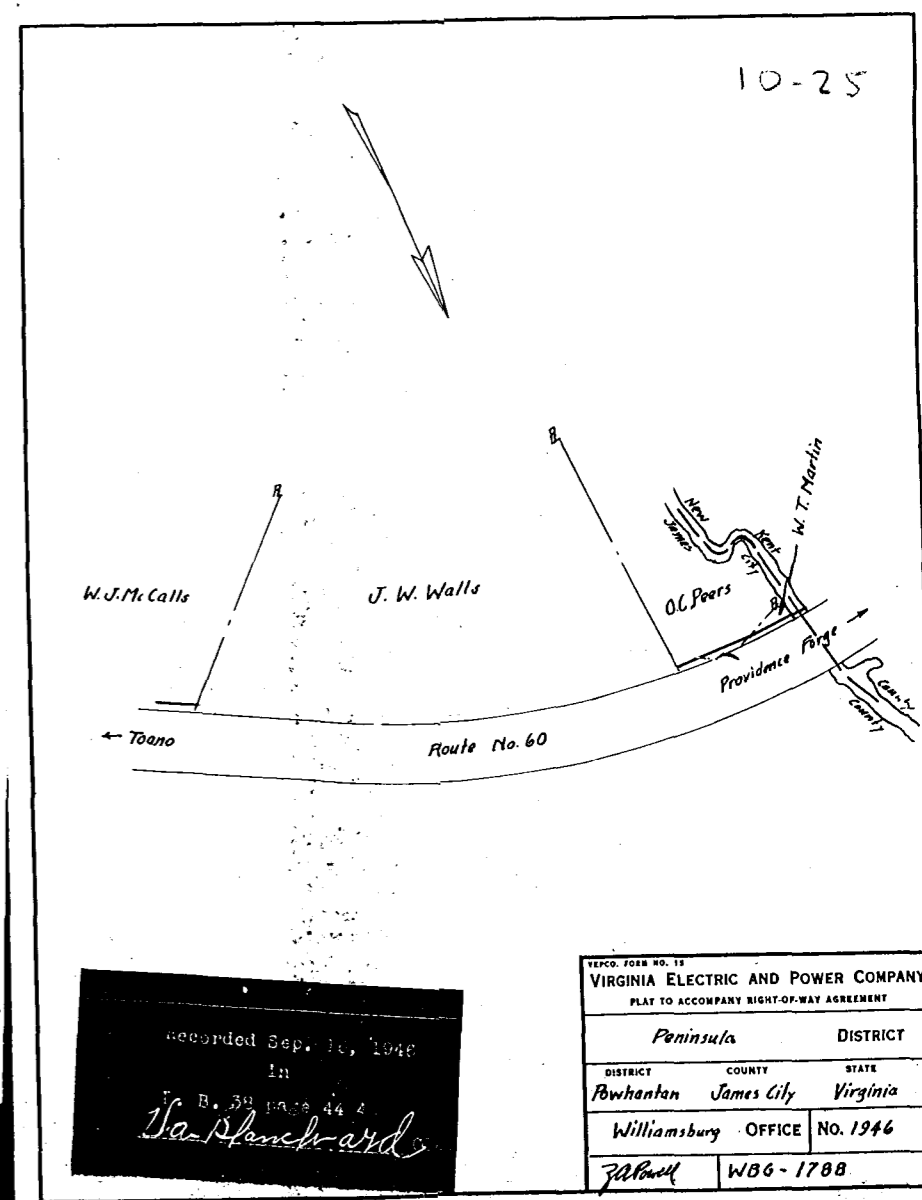 10-25
W. T. Martin
New Kent
James City
W. J. McCalls
J. W. Walls
O.C. Peers
Providence Forge →
County
County
← Toano
Route No. 60
recorded Sep. 1946
in
B. 38 page 44
VEPCO. FORM NO. 15
VIRGINIA ELECTRIC AND POWER COMPANY
PLAT TO ACCOMPANY RIGHT-OF-WAY AGREEMENT
Peninsula DISTRICT
DISTRICT COUNTY STATE
Powhantan James City Virginia
Williamsburg OFFICE NO. 1946
WBG - 1788